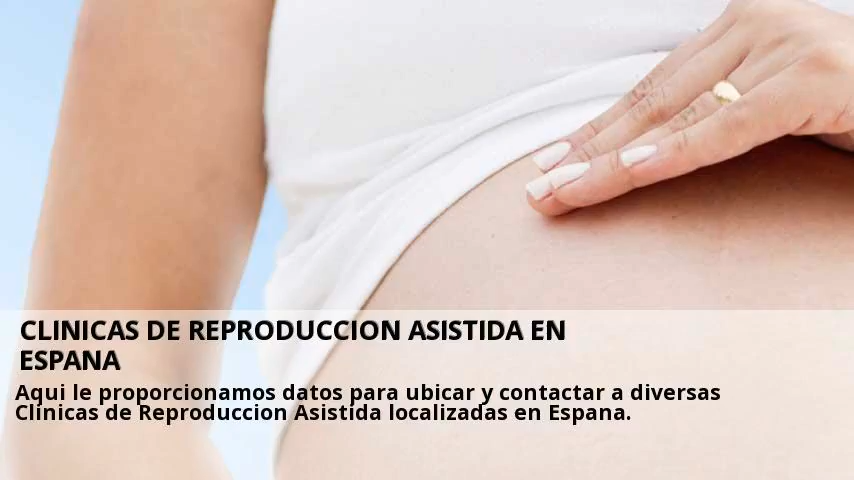 CLINICAS DE REPRODUCCION ASISTIDA EN
ESPANA
Aqui le proporcionamos datos para ubicar y contactar a diversas
Clinicas de Reproduccion Asistida localizadas en Espana.